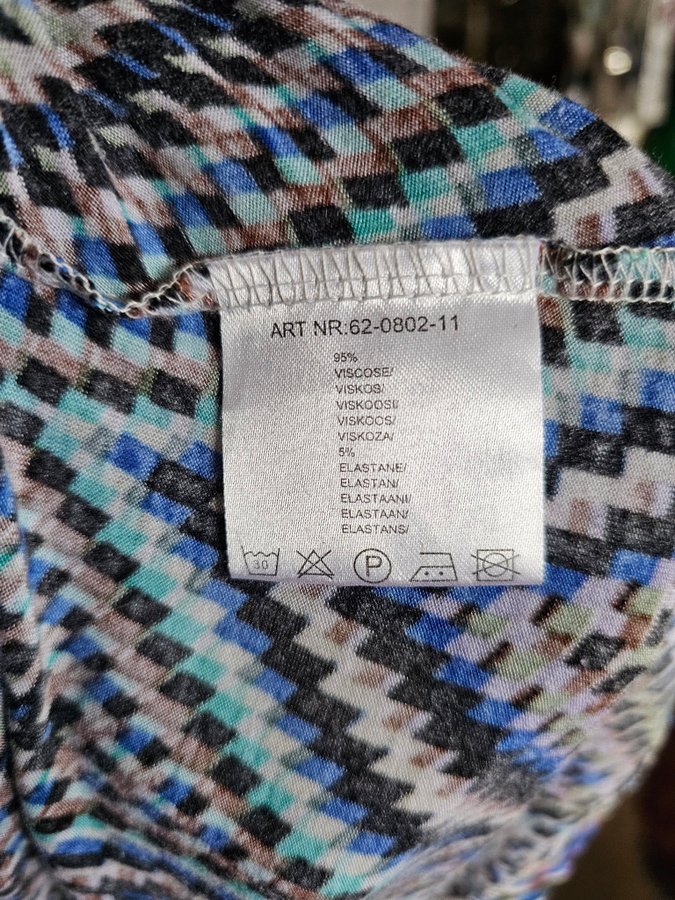 ART NR:62-0802-11
95%
VISCOSE/
VISKOS/
VISKOOSI/
VISKOOS/
VISKOZA/
5%
ELASTANE/
ELASTAN/
ELASTAANI/
ELASTAAN/
ELASTANS/
30 P